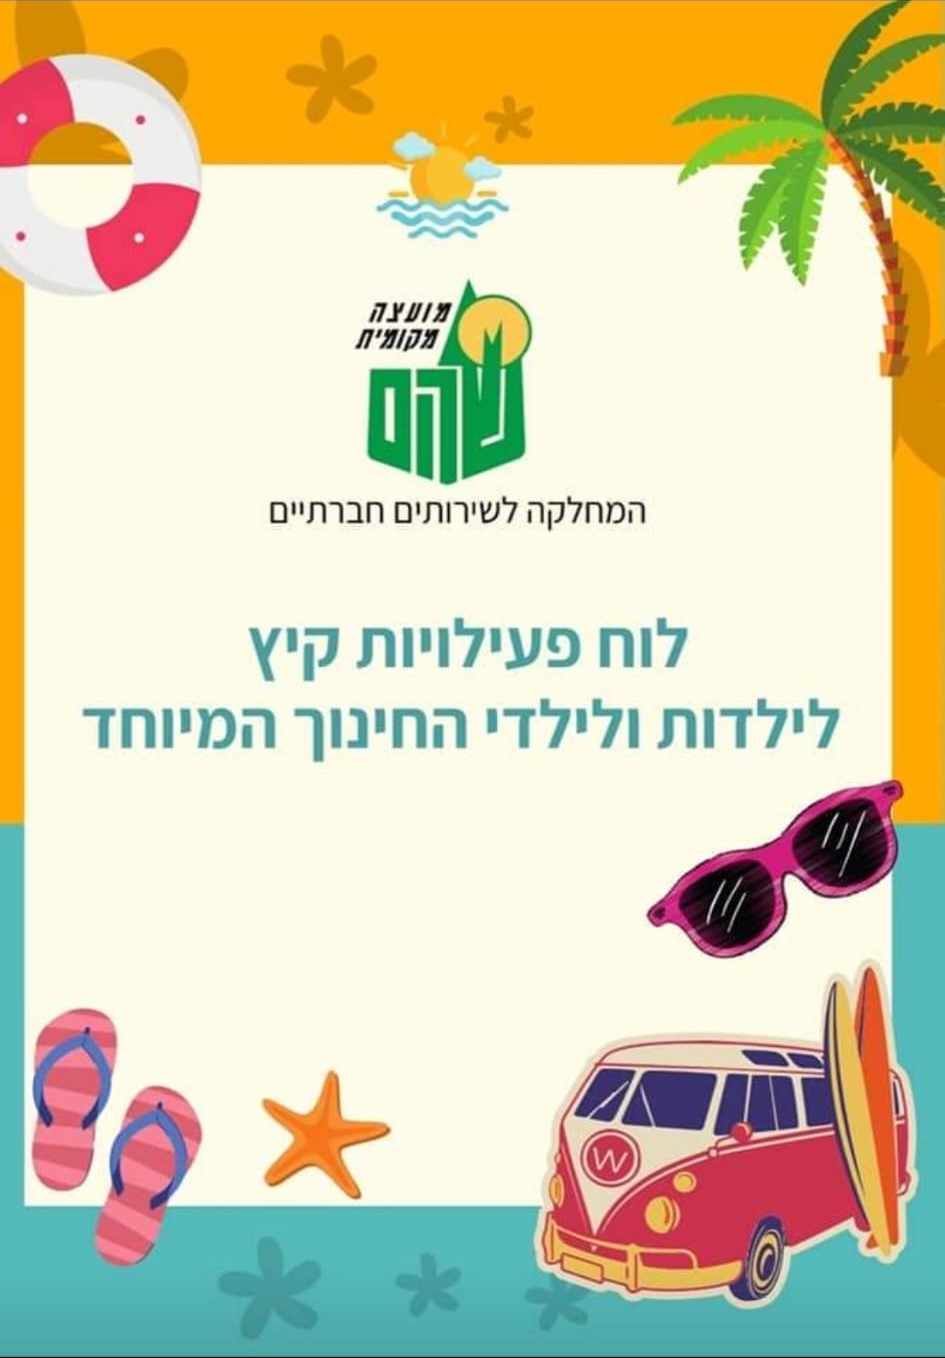 מועצה
מקומית
שהם
המחלקה לשירותים חברתיים
לוח פעילויות קיץ
לילדות ולילדי החינוך המיוחד
W